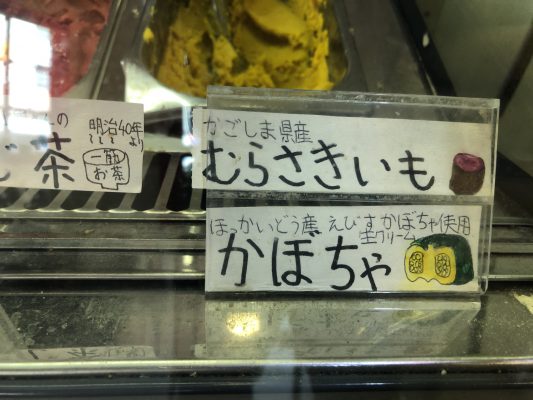 の
明治40年
より
じ茶
一筋
お茶
かごしま県産
むらさきいも
ほっかいどう産 えびすかぼちゃ使用
生クリーム
かぼちゃ